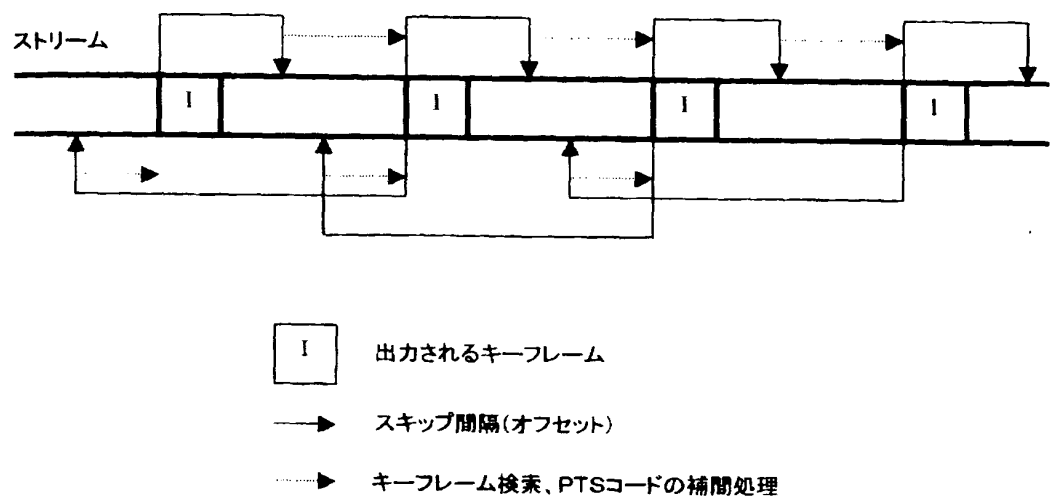 ストリーム
I I I I
I 出力されるキーフレーム
スキップ間隔(オフセット)
キーフレーム検索、PTSコードの補間処理